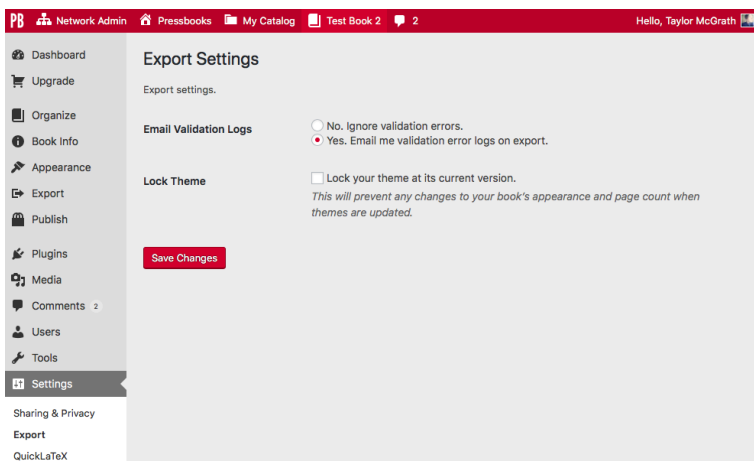 PB Network Admin Pressbooks My Catalog Test Book 2 2 Hello, Taylor McGrath
Dashboard
Upgrade
Organize
Book Info
Appearance
Export
Publish
Plugins
Media
Comments 2
Users
Tools
Settings
Sharing & Privacy
Export
QuickLaTeX
Export Settings
Export settings.
Email Validation Logs
No. Ignore validation errors.
Yes. Email me validation error logs on export.
Lock Theme
Lock your theme at its current version.
This will prevent any changes to your book's appearance and page count when
themes are updated.
Save Changes